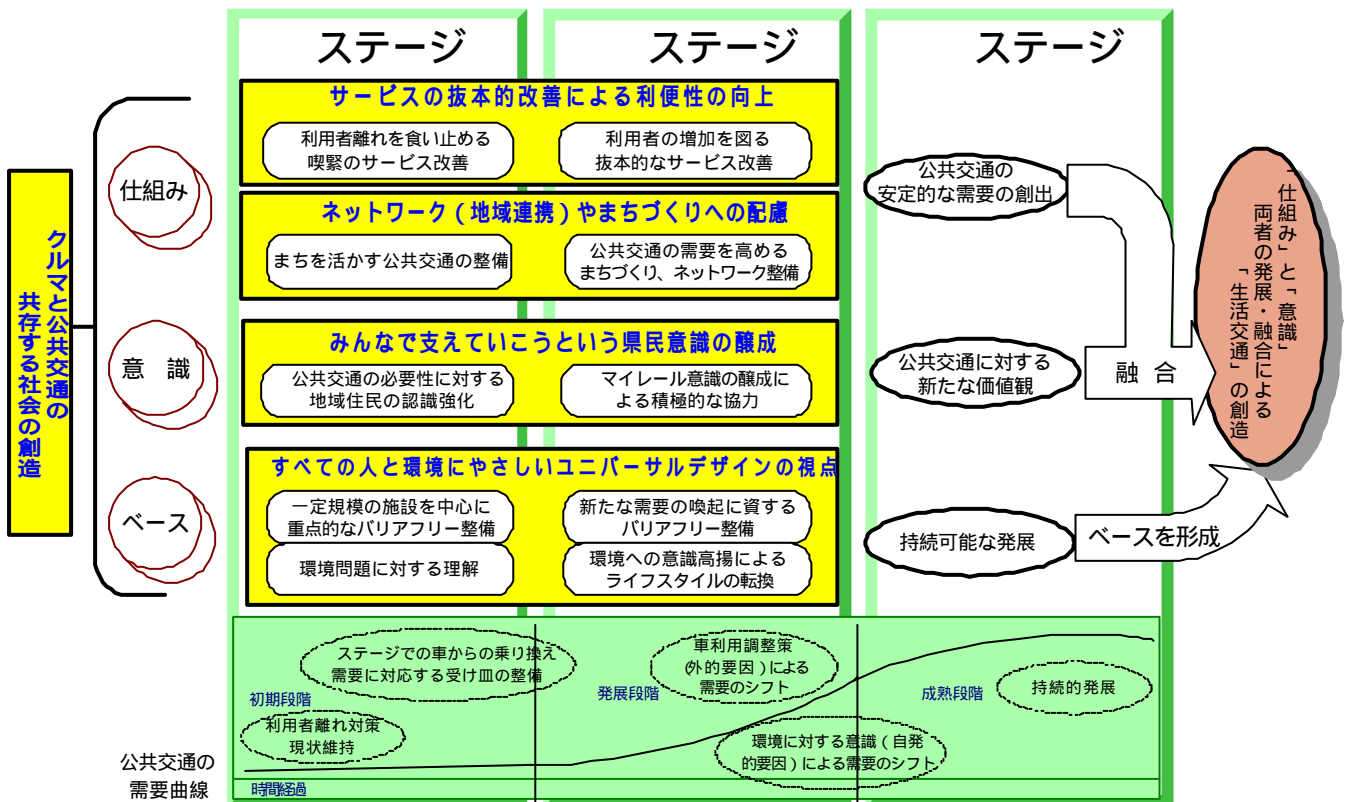 ステージ
ステージ
ステージ
クルマと公共交通の
共存する社会の創造
仕組み
サービスの抜本的改善による利便性の向上
利用者離れを食い止める
喫緊のサービス改善
利用者の増加を図る
抜本的なサービス改善
ネットワーク(地域連携)やまちづくりへの配慮
まちを活かす公共交通の整備
公共交通の需要を高める
まちづくり、ネットワーク整備
公共交通の
安定的な需要の創出
意 識
みんなで支えていこうという県民意識の醸成
公共交通の必要性に対する
地域住民の認識強化
マイレール意識の醸成に
よる積極的な協力
公共交通に対する
新たな価値観
融 合
ベース
すべての人と環境にやさしいユニバーサルデザインの視点
一定規模の施設を中心に
重点的なバリアフリー整備
新たな需要の喚起に資する
バリアフリー整備
環境問題に対する理解
環境への意識高揚による
ライフスタイルの転換
持続可能な発展
ベースを形成
「仕組み」と「意識」
両者の発展・融合による
「生活交通」の創造
ステージでの車からの乗り換え
需要に対応する受け皿の整備
初期段階
利用者離れ対策
現状維持
車利用調整策
(外的要因)による
需要のシフト
発展段階
環境に対する意識(自発
的要因)による需要のシフト
成熟段階
持続的発展
公共交通の
需要曲線
時間経過